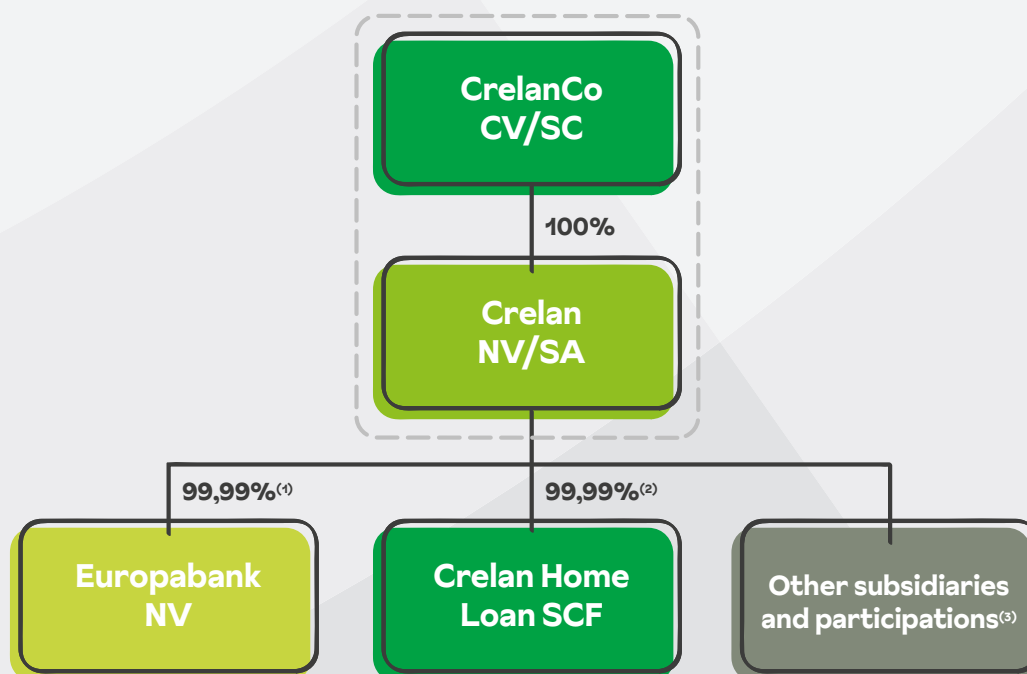 CrelanCo
CV/SC
100%
Crelan
NV/SA
99,99%(1)
99,99%(2)
Europabank
NV
Crelan Home
Loan SCF
Other subsidiaries
and participations(3)